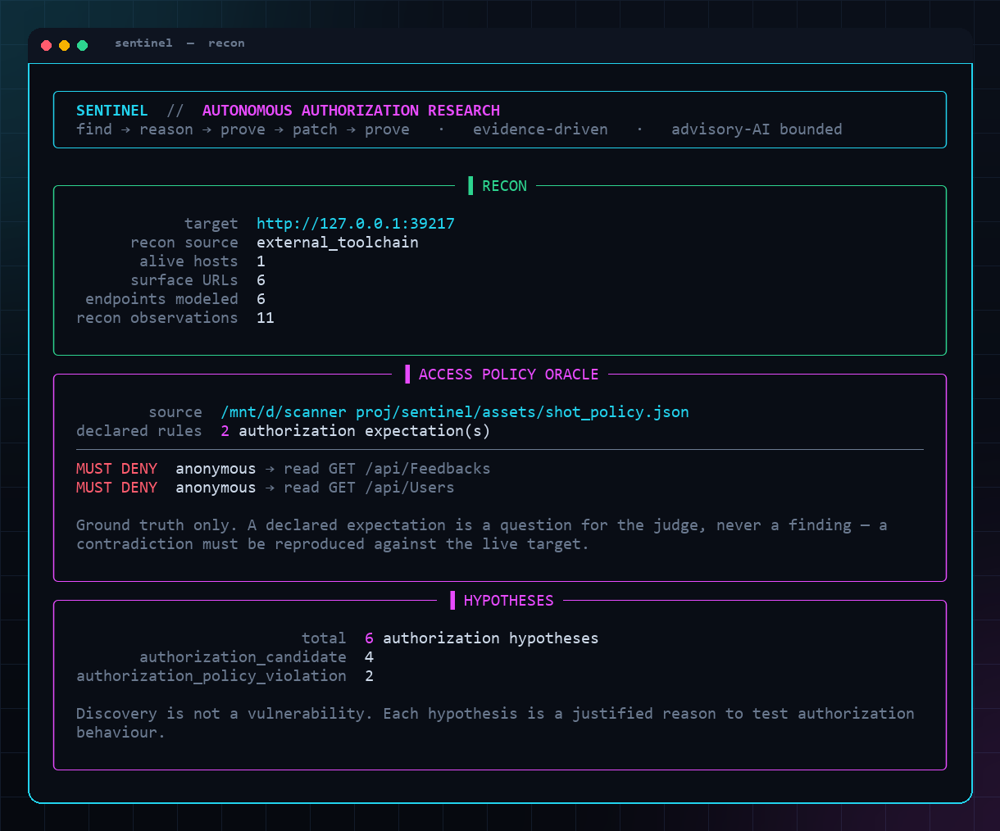 sentinel — recon
SENTINEL // AUTONOMOUS AUTHORIZATION RESEARCH
find → reason → prove → patch → prove · evidence-driven · advisory-AI bounded
RECON
target http://127.0.0.1:39217
recon source external_toolchain
alive hosts 1
surface URLs 6
endpoints modeled 6
recon observations 11
ACCESS POLICY ORACLE
source /mnt/d/scanner proj/sentinel/assets/shot_policy.json
declared rules 2 authorization expectation(s)
MUST DENY anonymous → read GET /api/Feedbacks
MUST DENY anonymous → read GET /api/Users
Ground truth only. A declared expectation is a question for the judge, never a finding — a
contradiction must be reproduced against the live target.
HYPOTHESES
total 6 authorization hypotheses
authorization_candidate 4
authorization_policy_violation 2
Discovery is not a vulnerability. Each hypothesis is a justified reason to test authorization
behaviour.